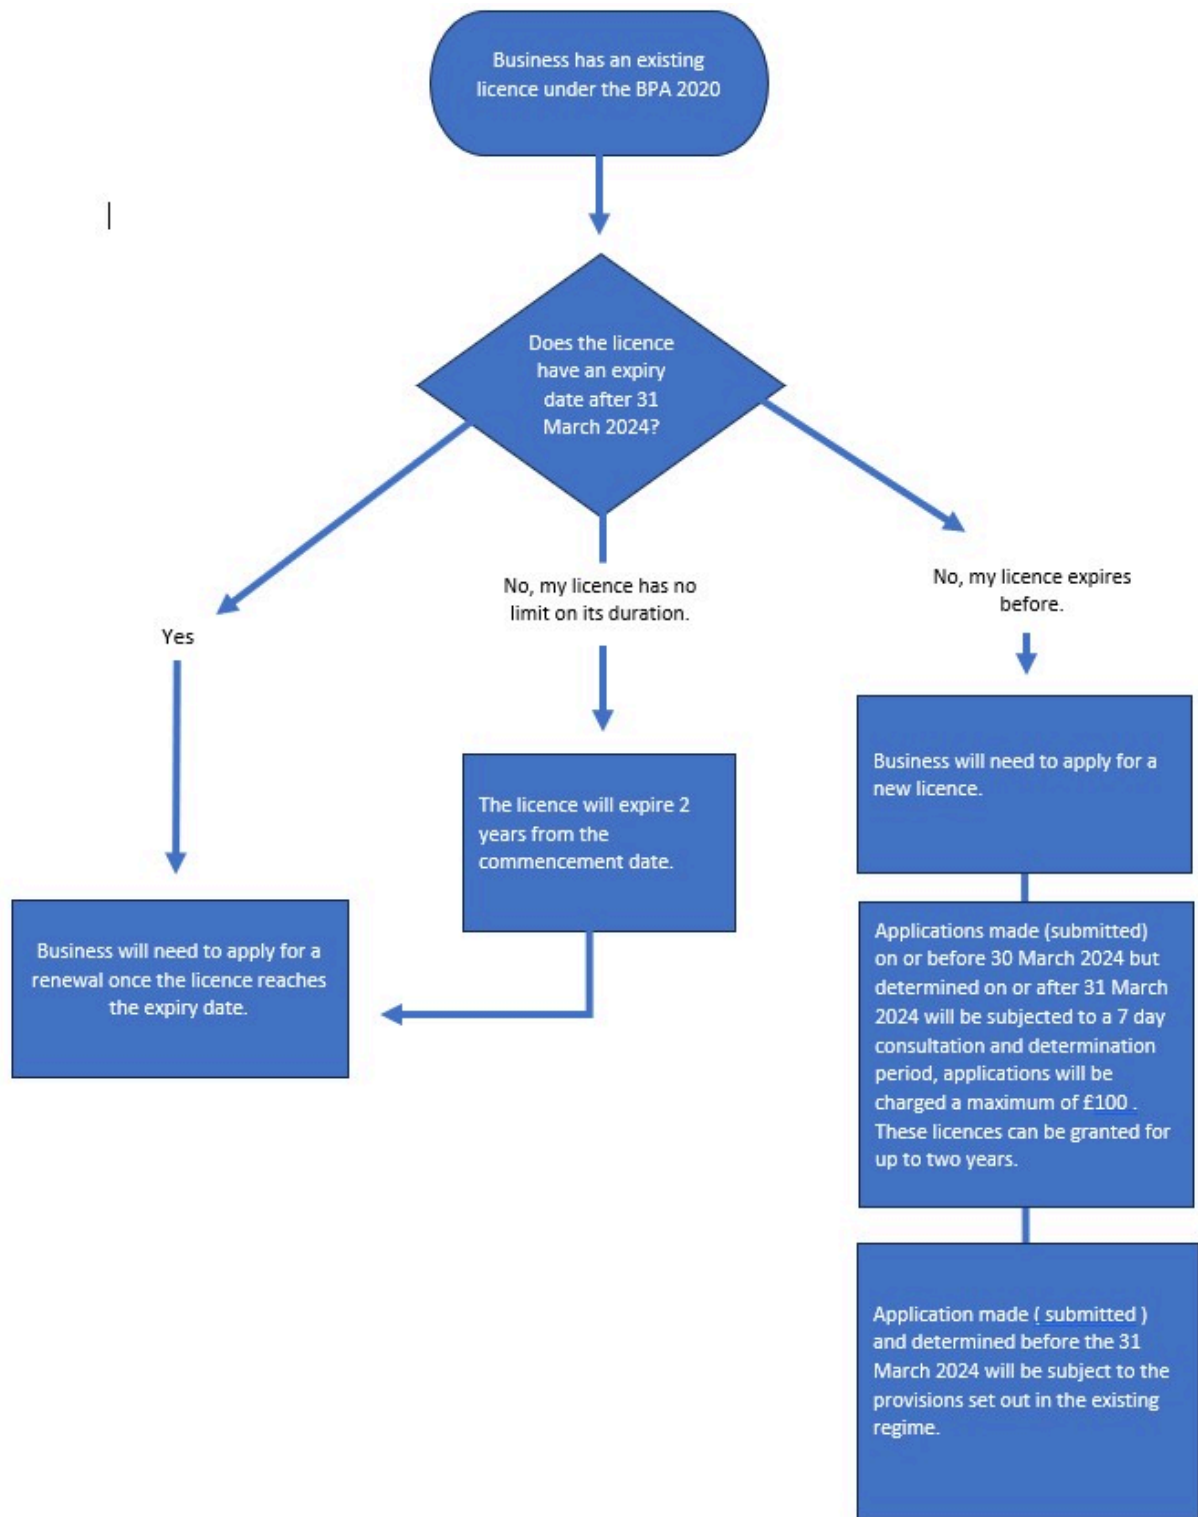 Business has an existing
licence under the BPA 2020
Does the licence
have an expiry
date after 31
March 2024?
Yes
No, my licence has no
limit on its duration.
No, my licence expires
before.
Business will need to apply for a
renewal once the licence reaches
the expiry date.
The licence will expire 2
years from the
commencement date.
Business will need to apply for a
new licence.
Applications made (submitted)
on or before 30 March 2024 but
determined on or after 31 March
2024 will be subjected to a 7 day
consultation and determination
period, applications will be
charged a maximum of £100 .
These licences can be granted for
up to two years.
Application made ( submitted )
and determined before the 31
March 2024 will be subject to the
provisions set out in the existing
regime.